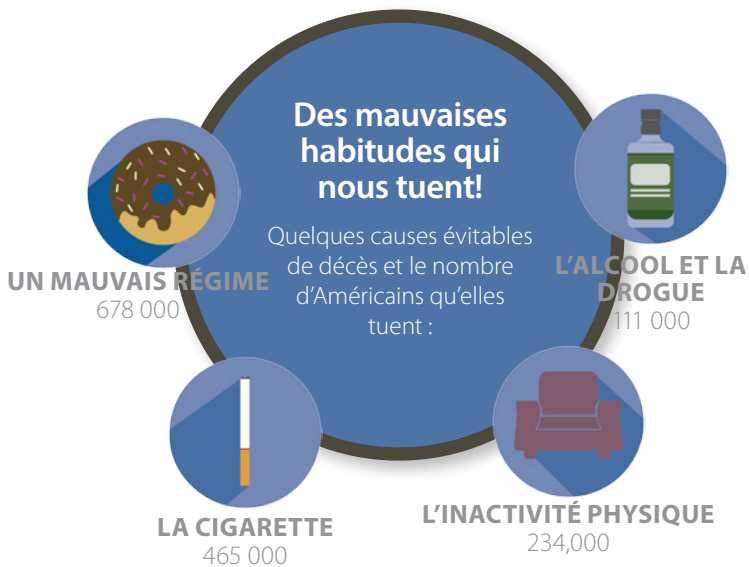 Des mauvaises
habitudes qui
nous tuent!
Quelques causes évitables
de décès et le nombre
d'Américains qu'elles
tuent :
UN MAUVAIS RÉGIME
678 000
L'ALCOOL ET LA
DROGUE
111 000
LA CIGARETTE
465 000
L'INACTIVITÉ PHYSIQUE
234,000